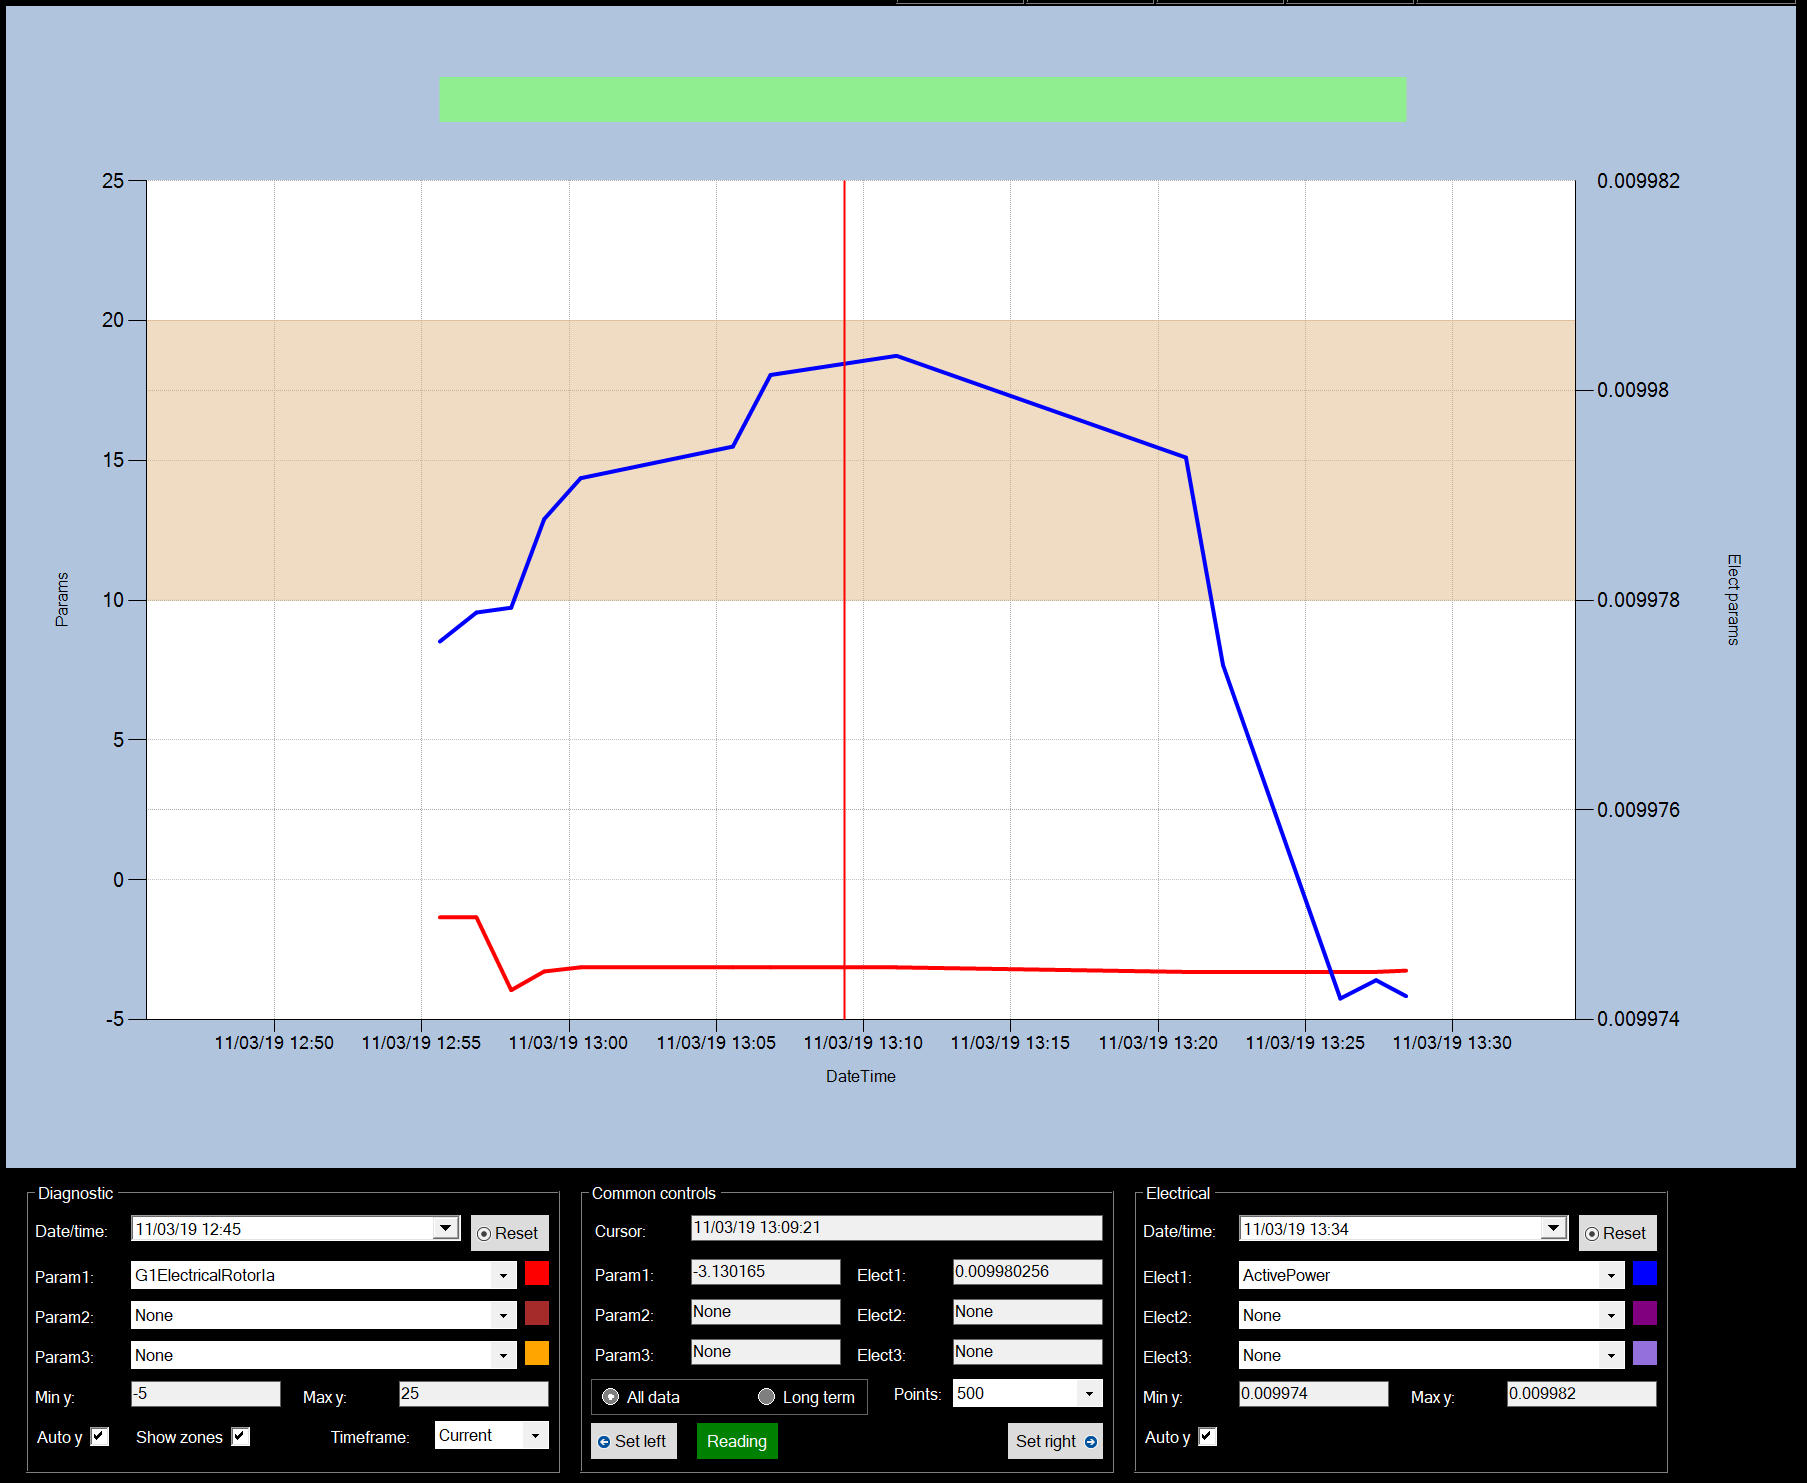 25
0.009982
20
0.00998
15
10
0.009978
Params
Elect params
5
0.009976
0
-5
0.009974
11/03/19 12:50 11/03/19 12:55 11/03/19 13:00 11/03/19 13:05 11/03/19 13:10 11/03/19 13:15 11/03/19 13:20 11/03/19 13:25 11/03/19 13:30
DateTime
Diagnostic
Date/time: 11/03/19 12:45 Reset
Param1: G1ElectricalRotorIa
Param2: None
Param3: None
Min y: -5 Max y: 25
Auto y Show zones Timeframe: Current
Common controls
Cursor: 11/03/19 13:09:21
Param1: -3.130165 Elect1: 0.009980256
Param2: None Elect2: None
Param3: None Elect3: None
All data Long term Points: 500
Set left Reading Set right
Electrical
Date/time: 11/03/19 13:34 Reset
Elect1: ActivePower
Elect2: None
Elect3: None
Min y: 0.009974 Max y: 0.009982
Auto y